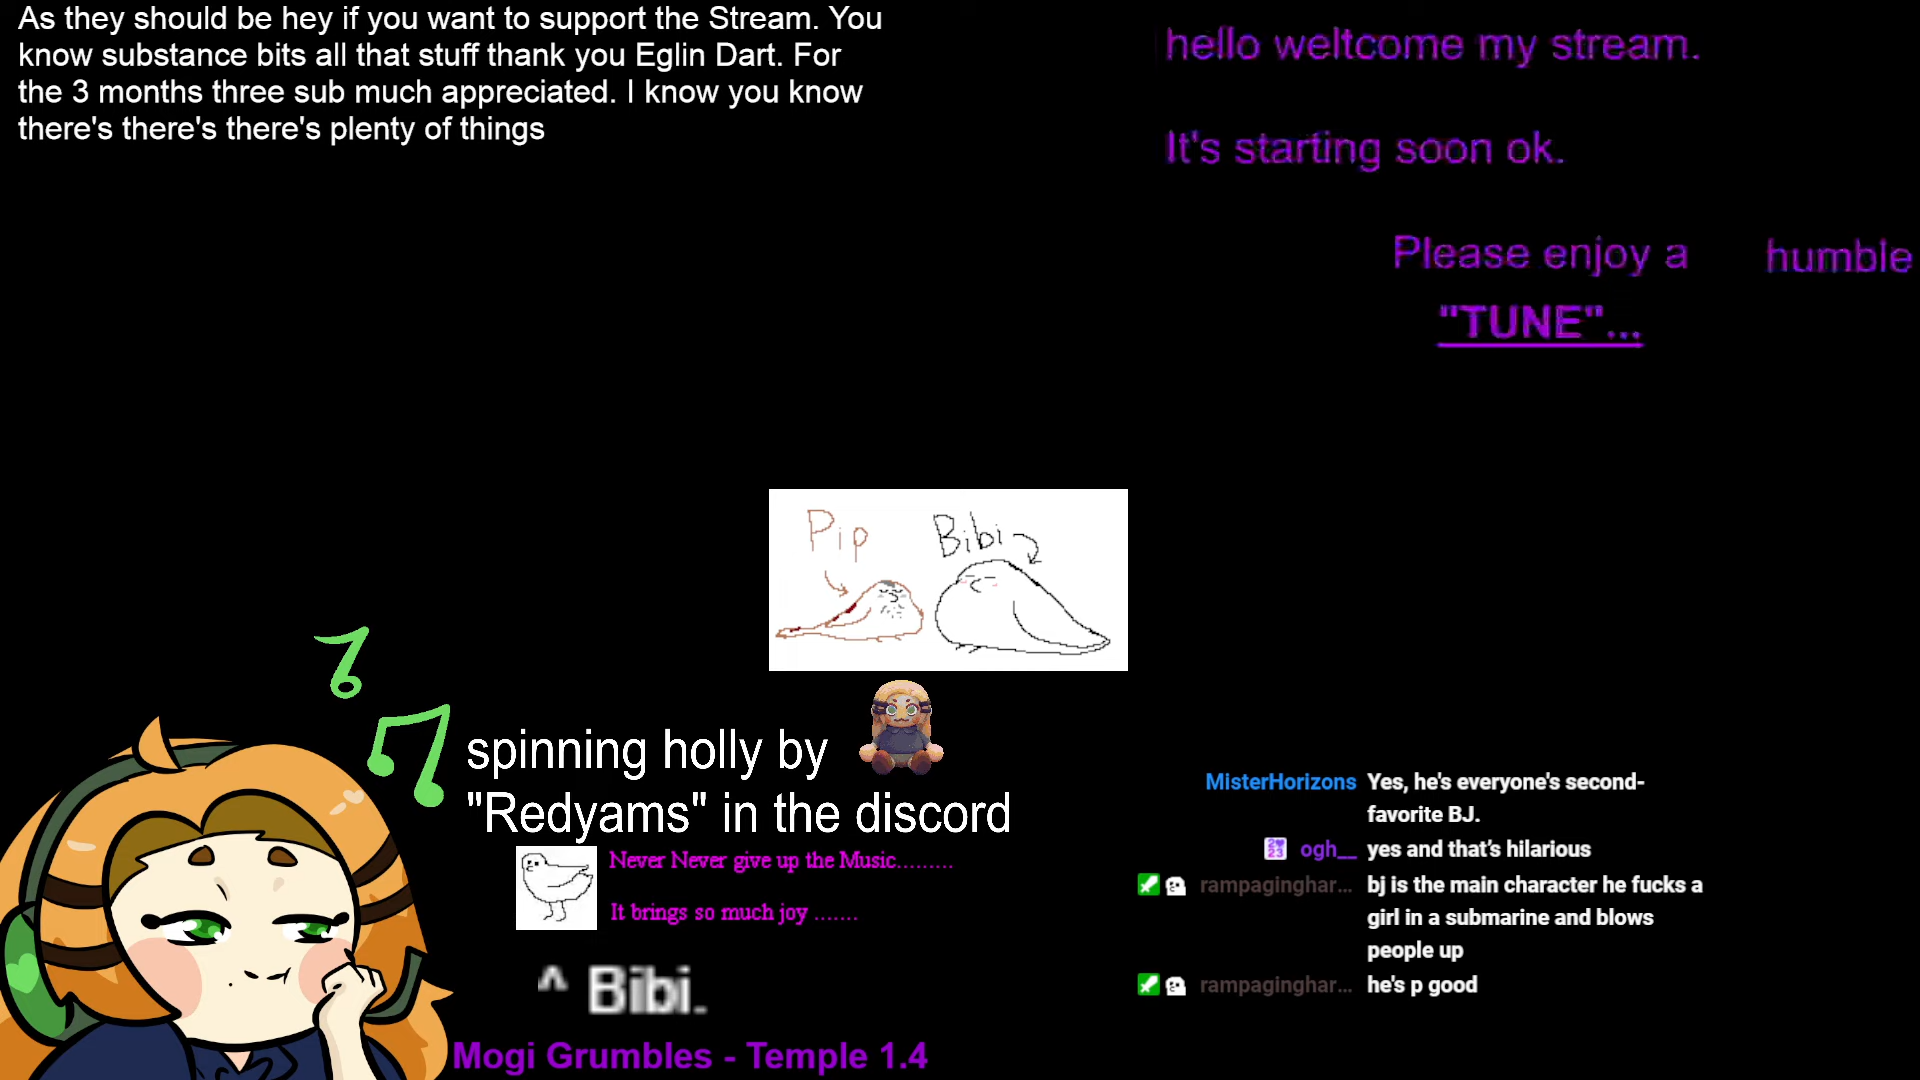 As they should be hey if you want to support the Stream. You
know substance bits all that stuff thank you Eglin Dart. For
the 3 months three sub much appreciated. I know you know
there's there's there's plenty of things
hello weltcome my stream.
It's starting soon ok.
Please enjoy a humble
"TUNE"...
Pip
Bibi
spinning holly by
"Redyams" in the discord
Never Never give up the Music.........
It brings so much joy .......
^ Bibi.
Mogi Grumbles - Temple 1.4
MisterHorizons Yes, he's everyone's second-
favorite BJ.
ogh__ yes and that's hilarious
rampaginghar... bj is the main character he fucks a
girl in a submarine and blows
people up
rampaginghar... he's p good